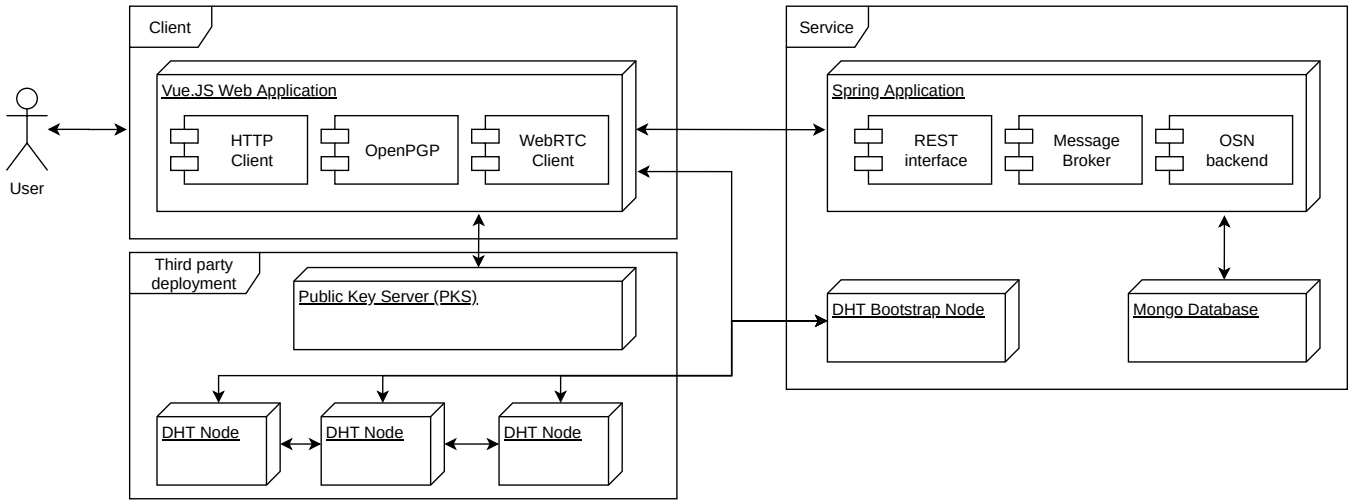 Client
Vue.JS Web Application
HTTP
Client
OpenPGP
WebRTC
Client
User
Service
Spring Application
REST
interface
Message
Broker
OSN
backend
Third party
deployment
Public Key Server (PKS)
DHT Bootstrap Node
Mongo Database
DHT Node
DHT Node
DHT Node